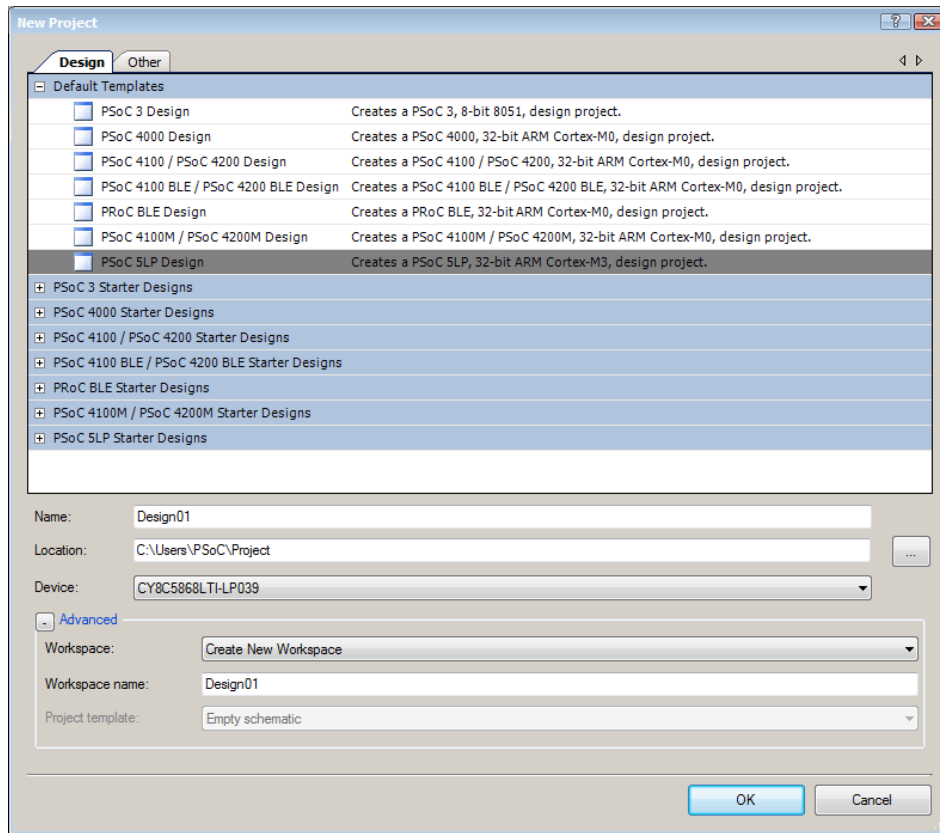 New Project
Design Other
Default Templates
PSoC 3 Design Creates a PSoC 3, 8-bit 8051, design project.
PSoC 4000 Design Creates a PSoC 4000, 32-bit ARM Cortex-M0, design project.
PSoC 4100 / PSoC 4200 Design Creates a PSoC 4100 / PSoC 4200, 32-bit ARM Cortex-M0, design project.
PSoC 4100 BLE / PSoC 4200 BLE Design Creates a PSoC 4100 BLE / PSoC 4200 BLE, 32-bit ARM Cortex-M0, design project.
PRoC BLE Design Creates a PRoC BLE, 32-bit ARM Cortex-M0, design project.
PSoC 4100M / PSoC 4200M Design Creates a PSoC 4100M / PSoC 4200M, 32-bit ARM Cortex-M0, design project.
PSoC 5LP Design Creates a PSoC 5LP, 32-bit ARM Cortex-M3, design project.
PSoC 3 Starter Designs
PSoC 4000 Starter Designs
PSoC 4100 / PSoC 4200 Starter Designs
PSoC 4100 BLE / PSoC 4200 BLE Starter Designs
PRoC BLE Starter Designs
PSoC 4100M / PSoC 4200M Starter Designs
PSoC 5LP Starter Designs
Name: Design01
Location: C:\Users\PSoC\Project ...
Device: CY8C5868LTI-LP039
Advanced
Workspace: Create New Workspace
Workspace name: Design01
Project template: Empty schematic
OK Cancel